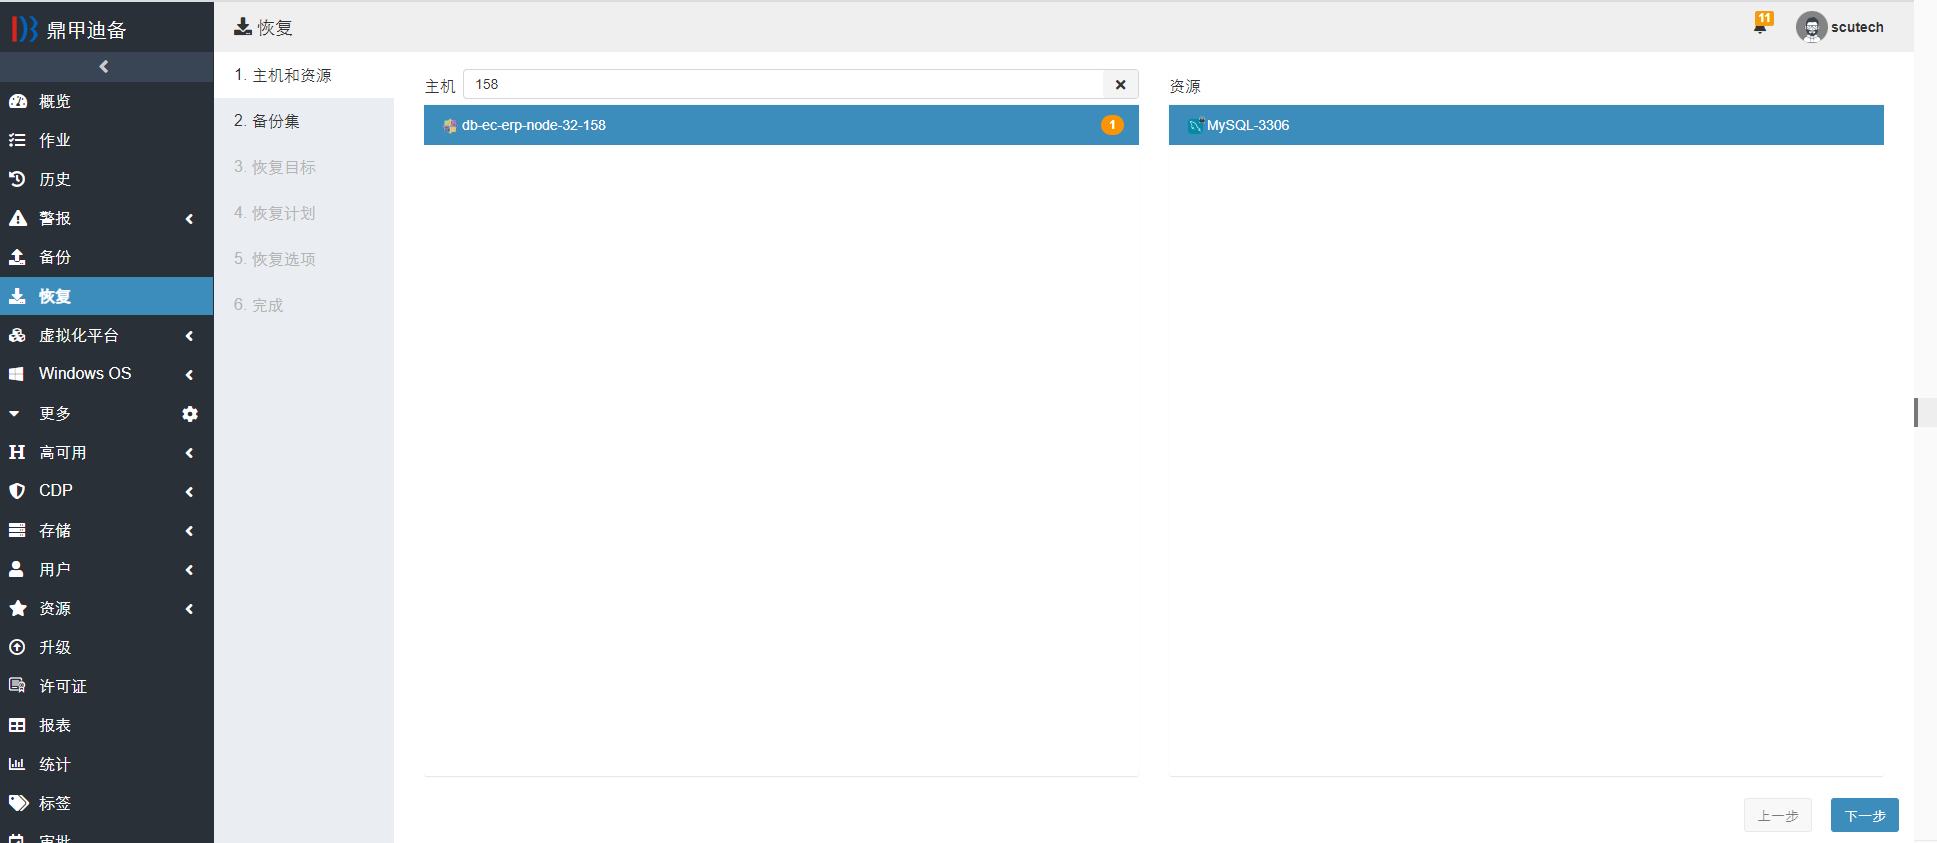 鼎甲迪备
恢复
11
scutech
概览
作业
历史
警报
备份
恢复
虚拟化平台
Windows OS
更多
高可用
CDP
存储
用户
资源
升级
许可证
报表
统计
标签
审批
1. 主机和资源
2. 备份集
3. 恢复目标
4. 恢复计划
5. 恢复选项
6. 完成
主机 158
db-ec-erp-node-32-158 1
资源
MySQL-3306
上一步 下一步